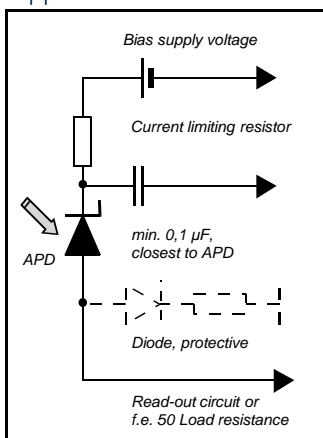 Bias supply voltage
Current limiting resistor
min. 0,1 µF,
closest to APD
APD
Diode, protective
Read-out circuit or
f.e. 50 Load resistance